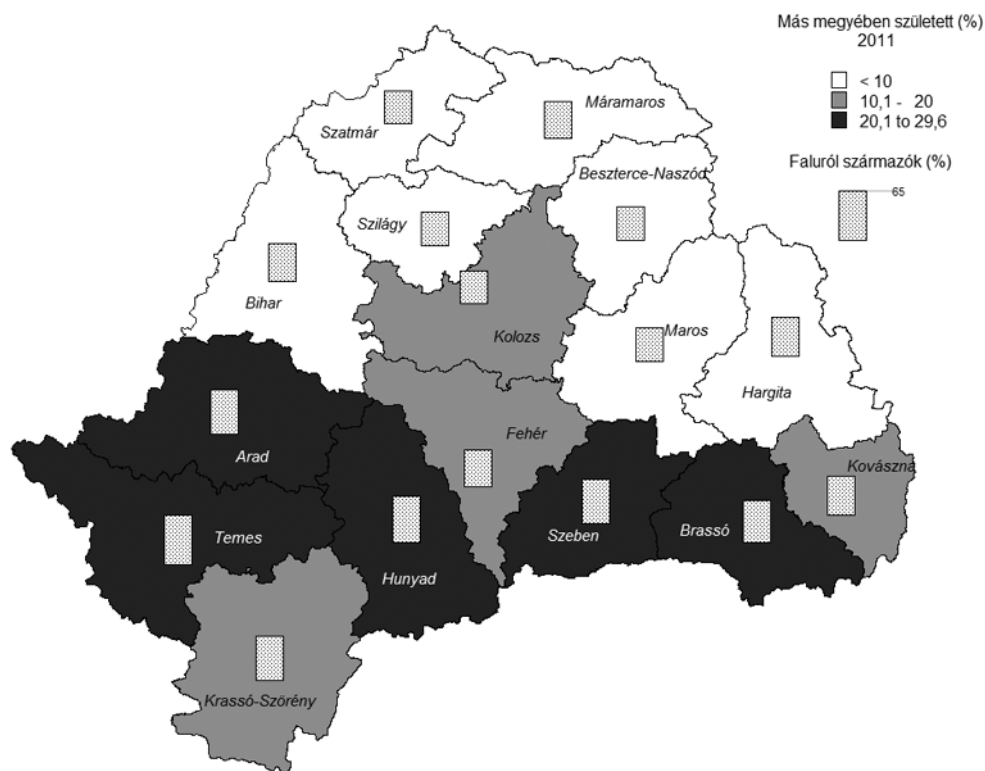 Más megyében született (%)
2011
< 10
10,1 - 20
20,1 to 29,6
Faluról származók (%)
65
Szatmár
Máramaros
Beszterce-Naszód
Szilágy
Bihar
Kolozs
Maros
Hargita
Fehér
Arad
Kovászna
Temes
Szeben
Brassó
Hunyad
Krassó-Szörény